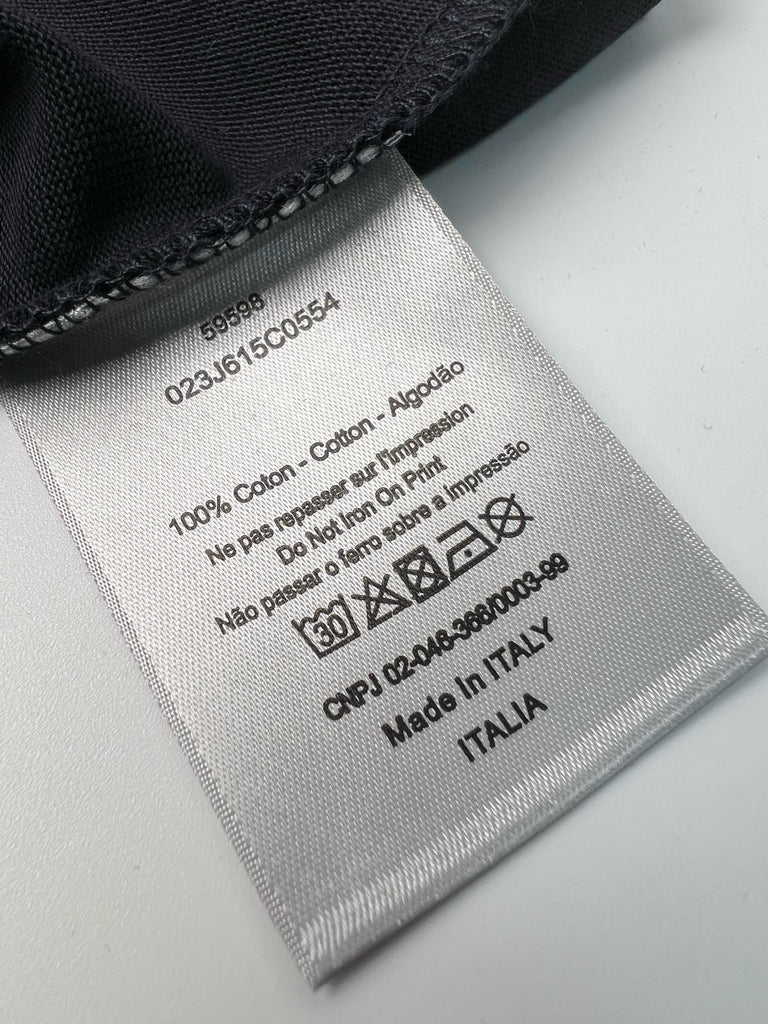 59598
023J615C0554
100% Coton - Cotton - Algodão
Ne pas repasser sur l'impression
Do Not Iron On Print
Não passar o ferro sobre a impressão
30
CNPJ 02-046-366/0003-99
Made In ITALY
ITALIA